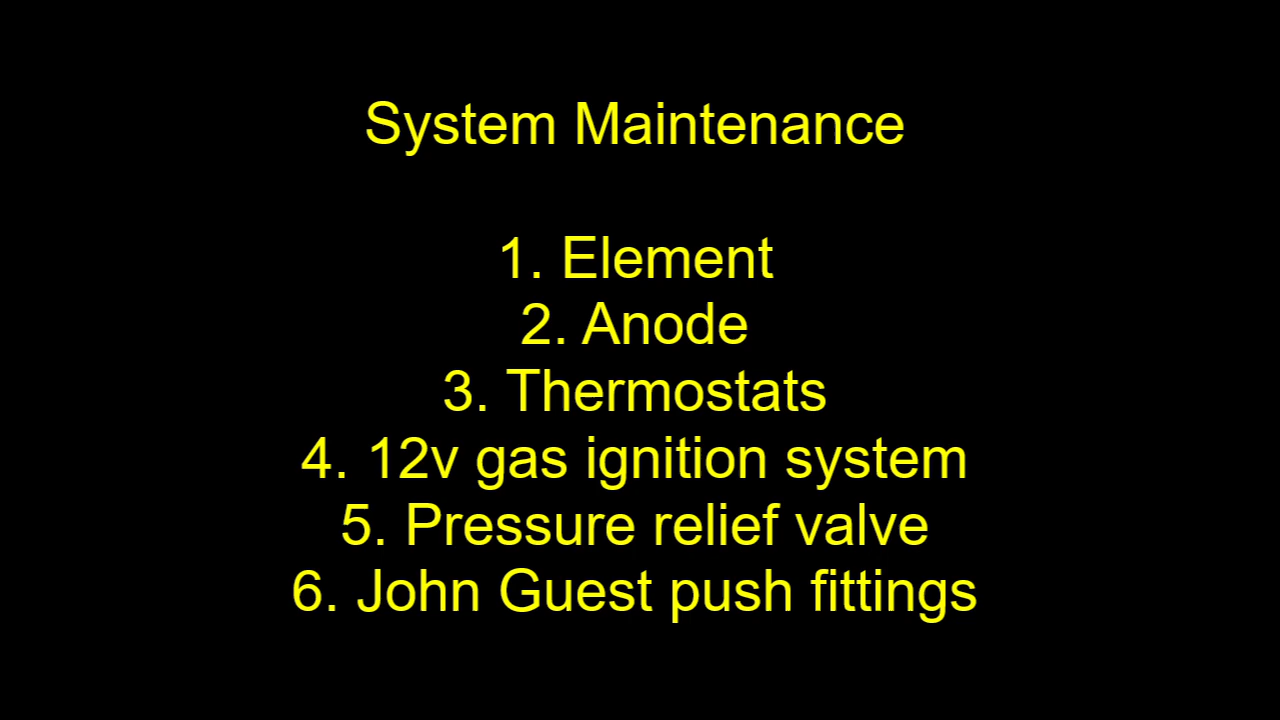 System Maintenance
1. Element
2. Anode
3. Thermostats
4. 12v gas ignition system
5. Pressure relief valve
6. John Guest push fittings